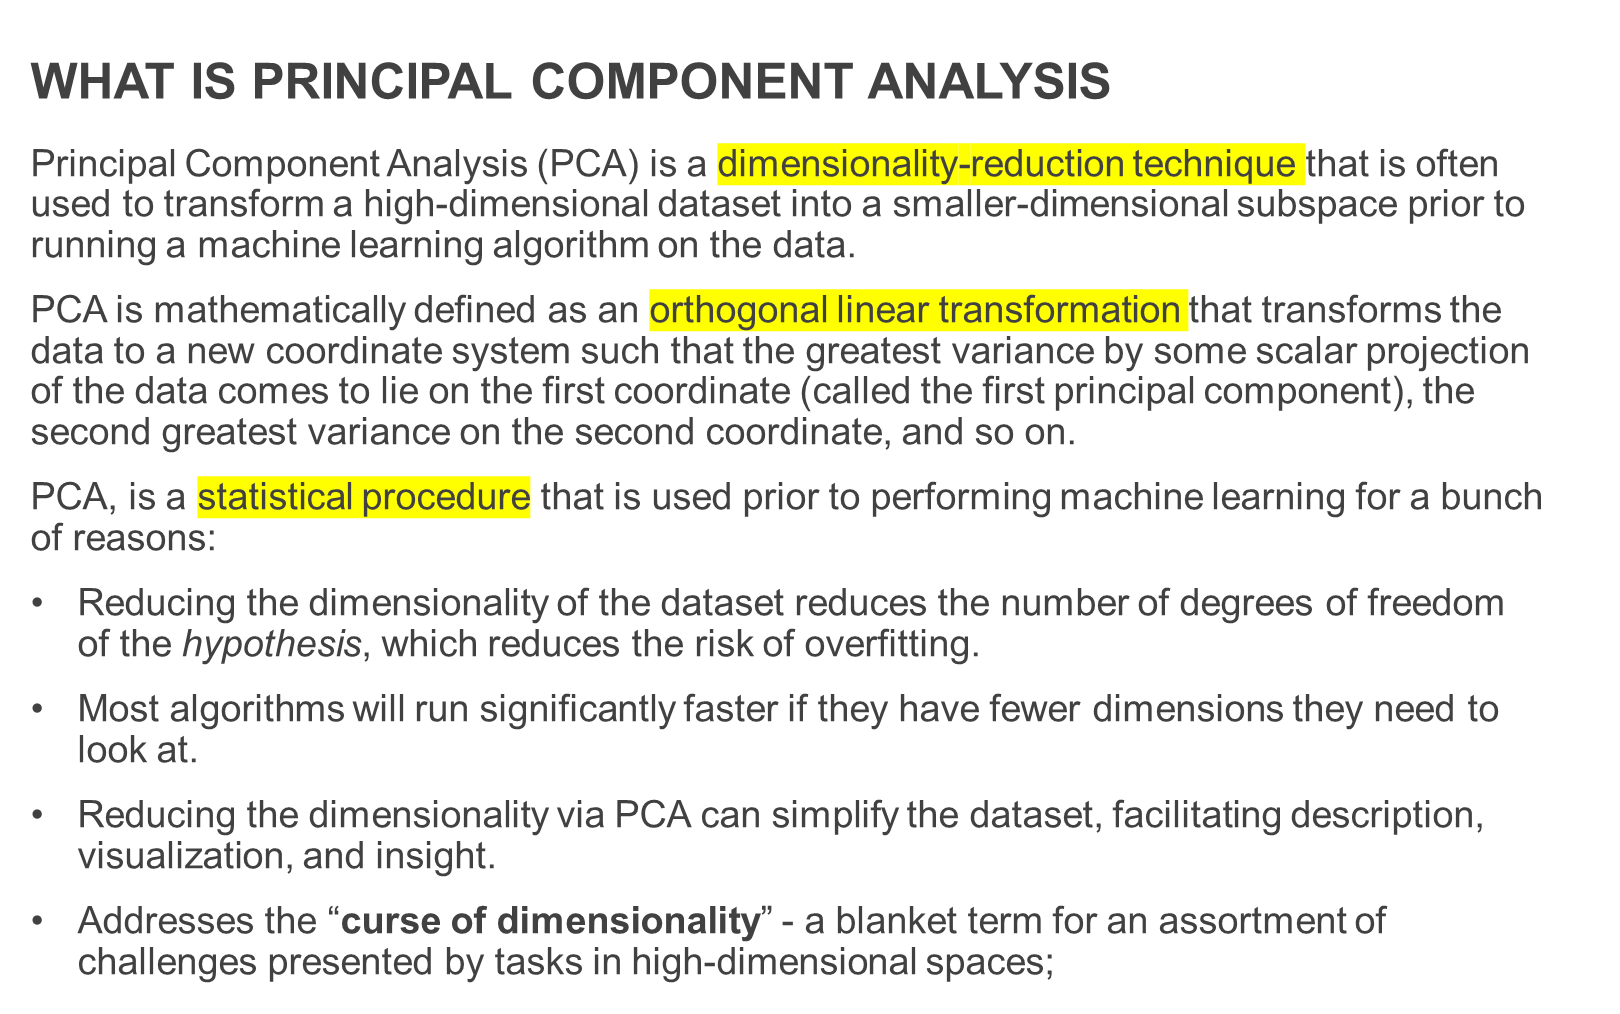 WHAT IS PRINCIPAL COMPONENT ANALYSIS
Principal Component Analysis (PCA) is a dimensionality-reduction technique that is often
used to transform a high-dimensional dataset into a smaller-dimensional subspace prior to
running a machine learning algorithm on the data.
PCA is mathematically defined as an orthogonal linear transformation that transforms the
data to a new coordinate system such that the greatest variance by some scalar projection
of the data comes to lie on the first coordinate (called the first principal component), the
second greatest variance on the second coordinate, and so on.
PCA, is a statistical procedure that is used prior to performing machine learning for a bunch
of reasons:
• Reducing the dimensionality of the dataset reduces the number of degrees of freedom
of the hypothesis, which reduces the risk of overfitting.
• Most algorithms will run significantly faster if they have fewer dimensions they need to
look at.
• Reducing the dimensionality via PCA can simplify the dataset, facilitating description,
visualization, and insight.
• Addresses the “curse of dimensionality” - a blanket term for an assortment of
challenges presented by tasks in high-dimensional spaces;